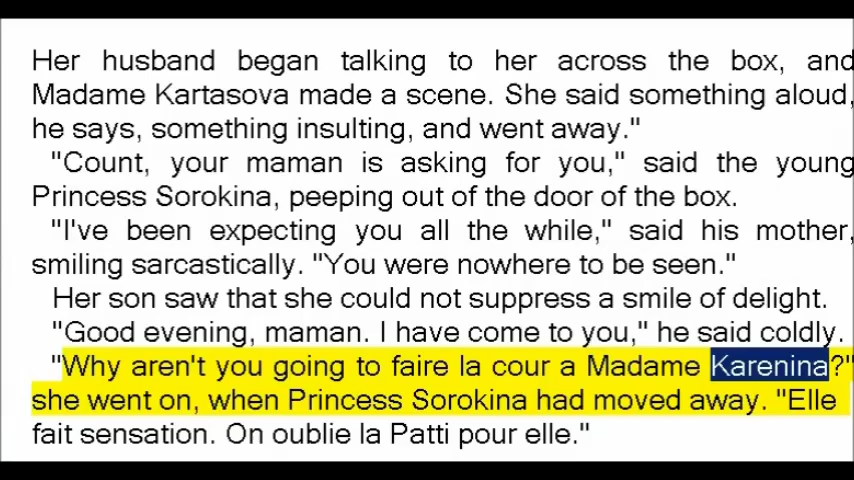 Her husband began talking to her across the box, and
Madame Kartasova made a scene. She said something aloud,
he says, something insulting, and went away."
"Count, your maman is asking for you," said the young
Princess Sorokina, peeping out of the door of the box.
"I've been expecting you all the while," said his mother,
smiling sarcastically. "You were nowhere to be seen."
Her son saw that she could not suppress a smile of delight.
"Good evening, maman. I have come to you," he said coldly.
"Why aren't you going to faire la cour a Madame Karenina?"
she went on, when Princess Sorokina had moved away. "Elle
fait sensation. On oublie la Patti pour elle."